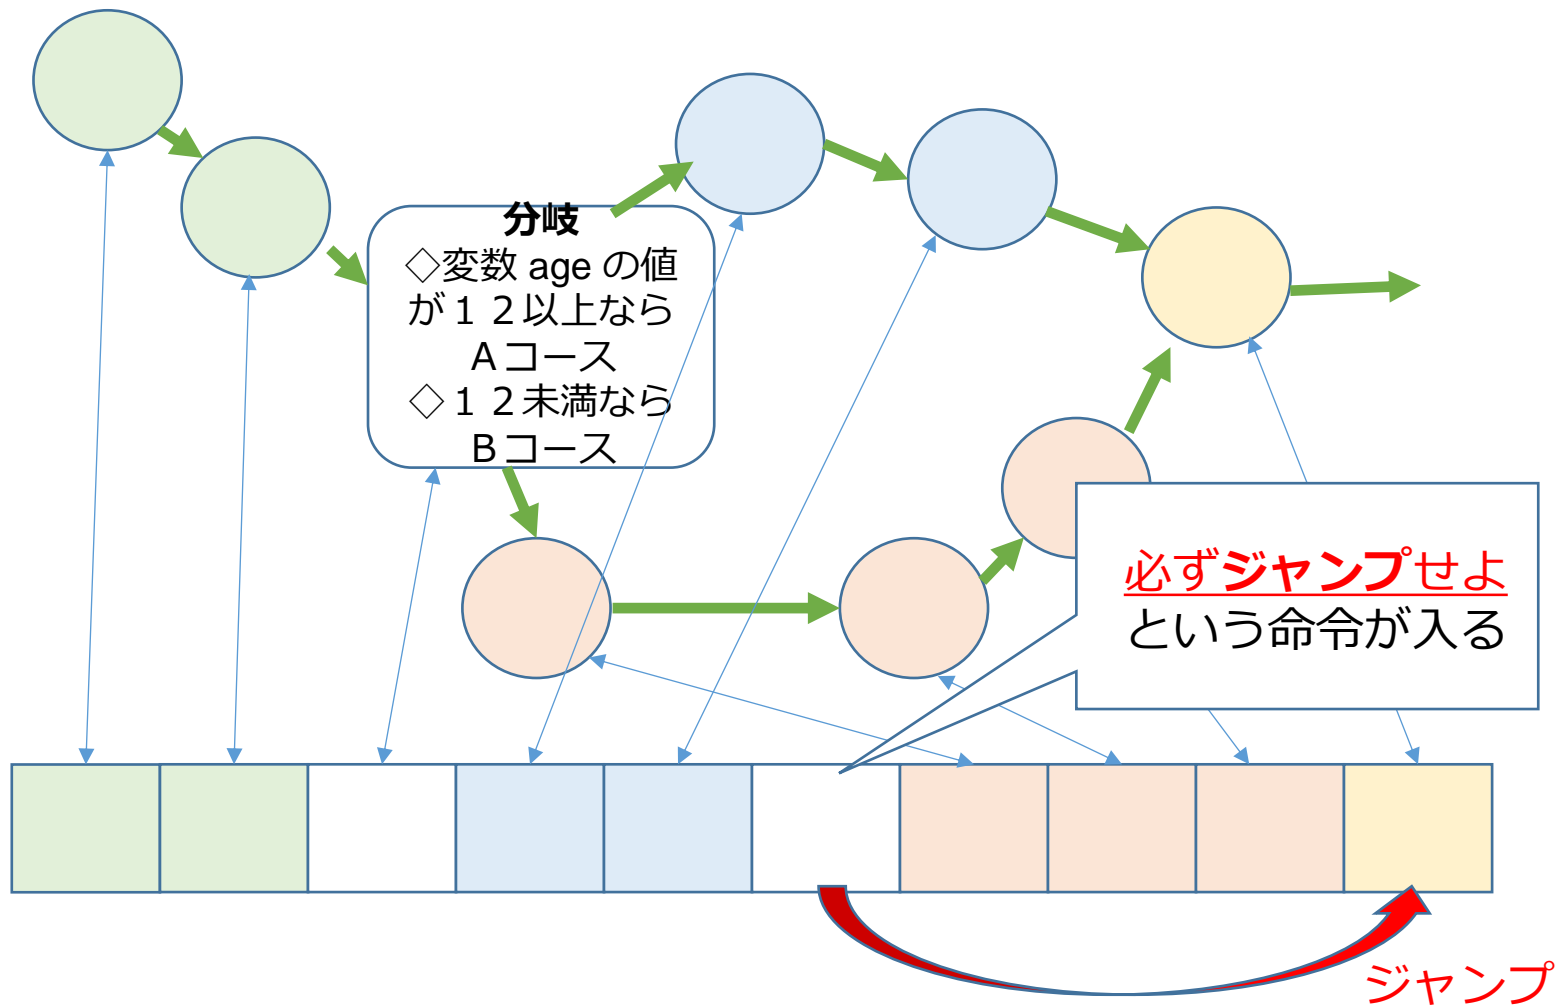 分岐
◇変数 age の値
が１２以上なら
Ａコース
◇１２未満なら
Ｂコース
必ずジャンプせよ
という命令が入る
ジャンプ